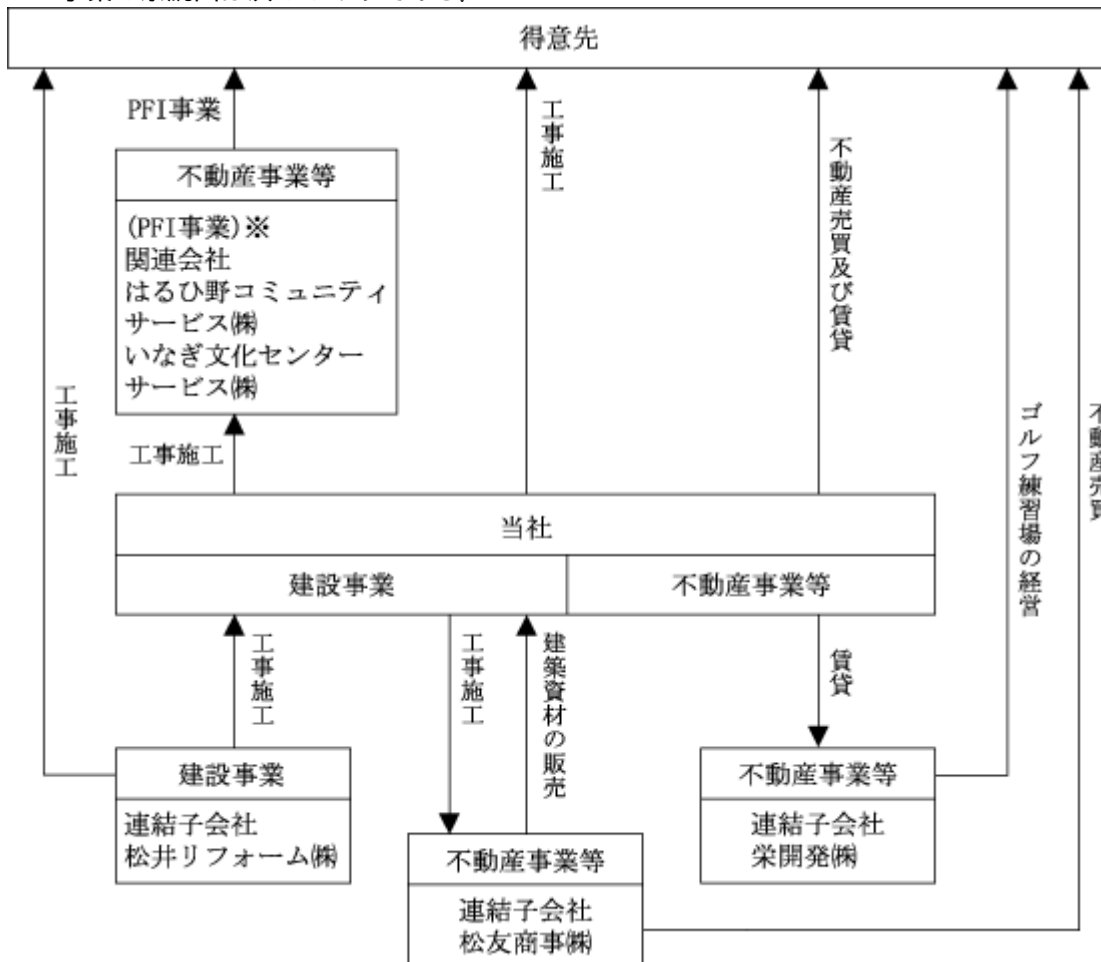 得意先
PFI事業
工事施工
不動産売買及び賃貸
不動産事業等
(PFI事業)※
関連会社
はるひ野コミュニティ
サービス㈱
いなぎ文化センター
サービス㈱
工事施工
工事施工
ゴルフ練習場の経営
不動産売買
当社
建設事業
不動産事業等
工事施工
工事施工
建築資材の販売
賃貸
建設事業
連結子会社
松井リフォーム㈱
不動産事業等
連結子会社
栄開発㈱
不動産事業等
連結子会社
松友商事㈱